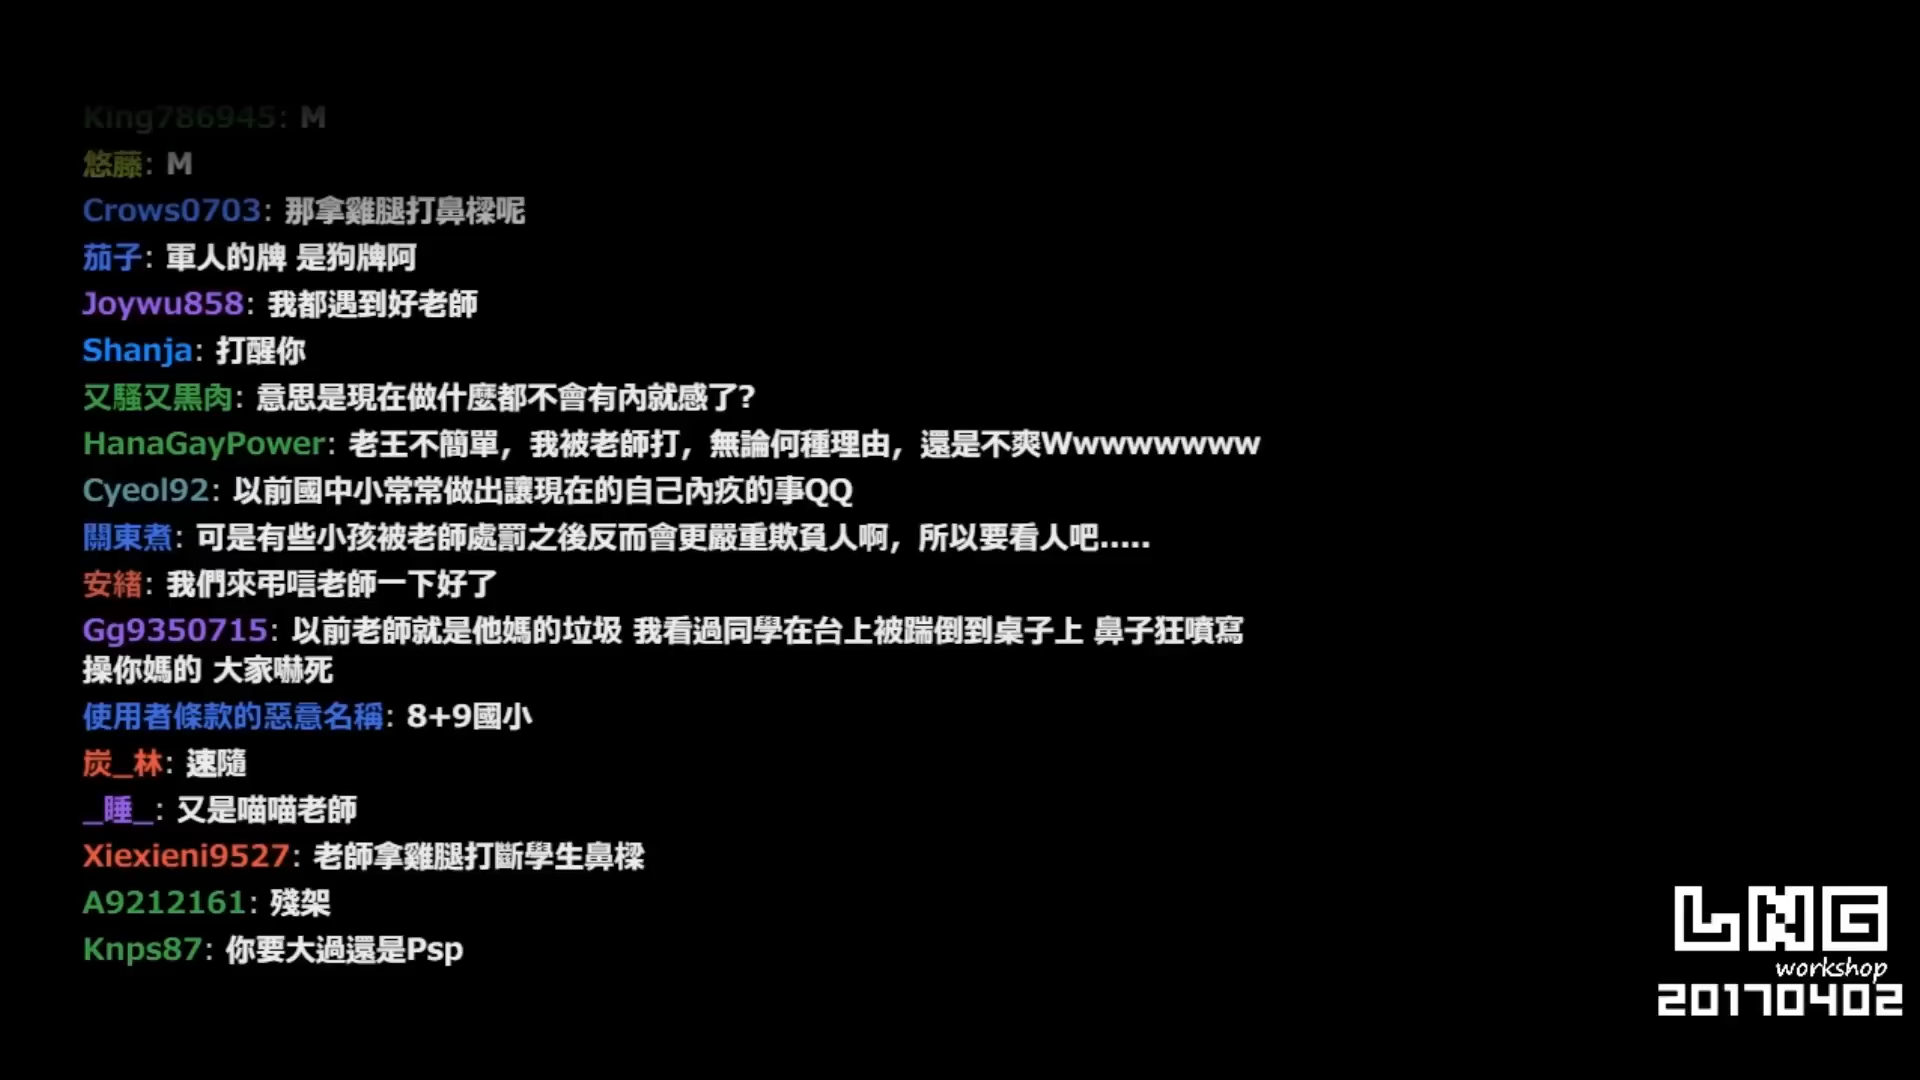 King786945: M
悠藤: M
Crows0703: 那拿雞腿打鼻樑呢
茄子: 軍人的牌 是狗牌阿
Joywu858: 我都遇到好老師
Shanja: 打醒你
又騷又黒肉: 意思是現在做什麼都不會有內就感了?
HanaGayPower: 老王不簡單，我被老師打，無論何種理由，還是不爽Wwwwwwww
Cyeol92: 以前國中小常常做出讓現在的自己內疚的事QQ
關東煮: 可是有些小孩被老師處罰之後反而會更嚴重欺負人啊，所以要看人吧.....
安緒: 我們來弔唁老師一下好了
Gg9350715: 以前老師就是他媽的垃圾 我看過同學在台上被踹倒到桌子上 鼻子狂噴寫
操你媽的 大家嚇死
使用者條款的惡意名稱: 8+9國小
炭_林: 速隨
_睡_: 又是喵喵老師
Xiexieni9527: 老師拿雞腿打斷學生鼻樑
A9212161: 殘架
Knps87: 你要大過還是Psp
LNG
workshop
20170402